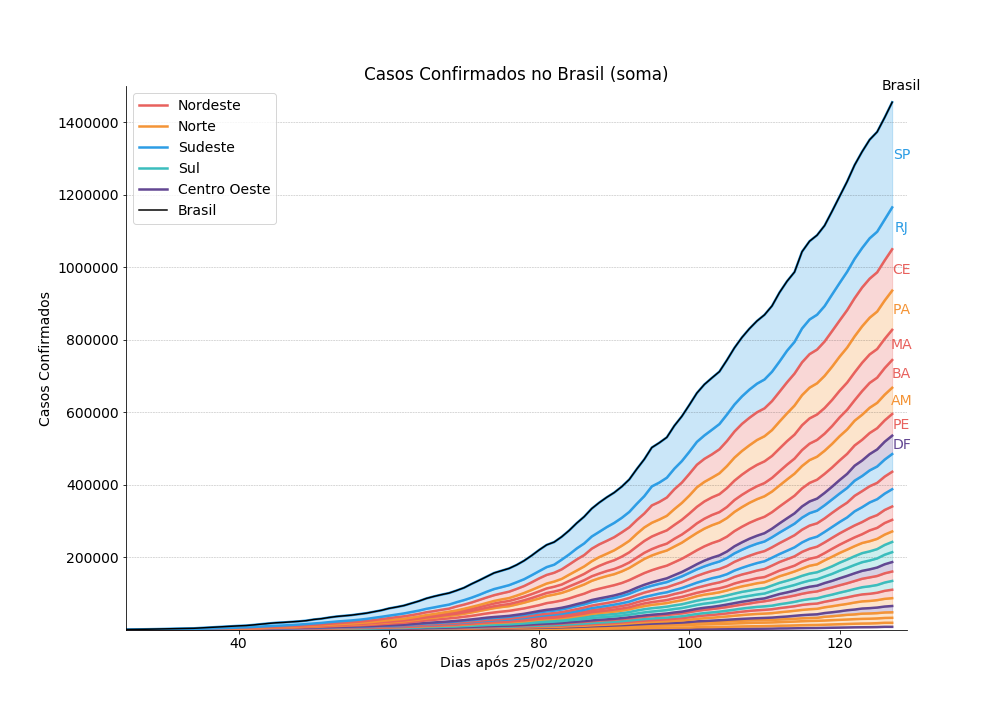 Casos Confirmados no Brasil (soma)
Brasil
Nordeste
Norte
Sudeste
Sul
Centro Oeste
Brasil
1400000
1200000
1000000
800000
600000
400000
200000
Casos Confirmados
SP
RJ
CE
PA
MA
BA
AM
PE
DF
40
60
80
100
120
Dias após 25/02/2020